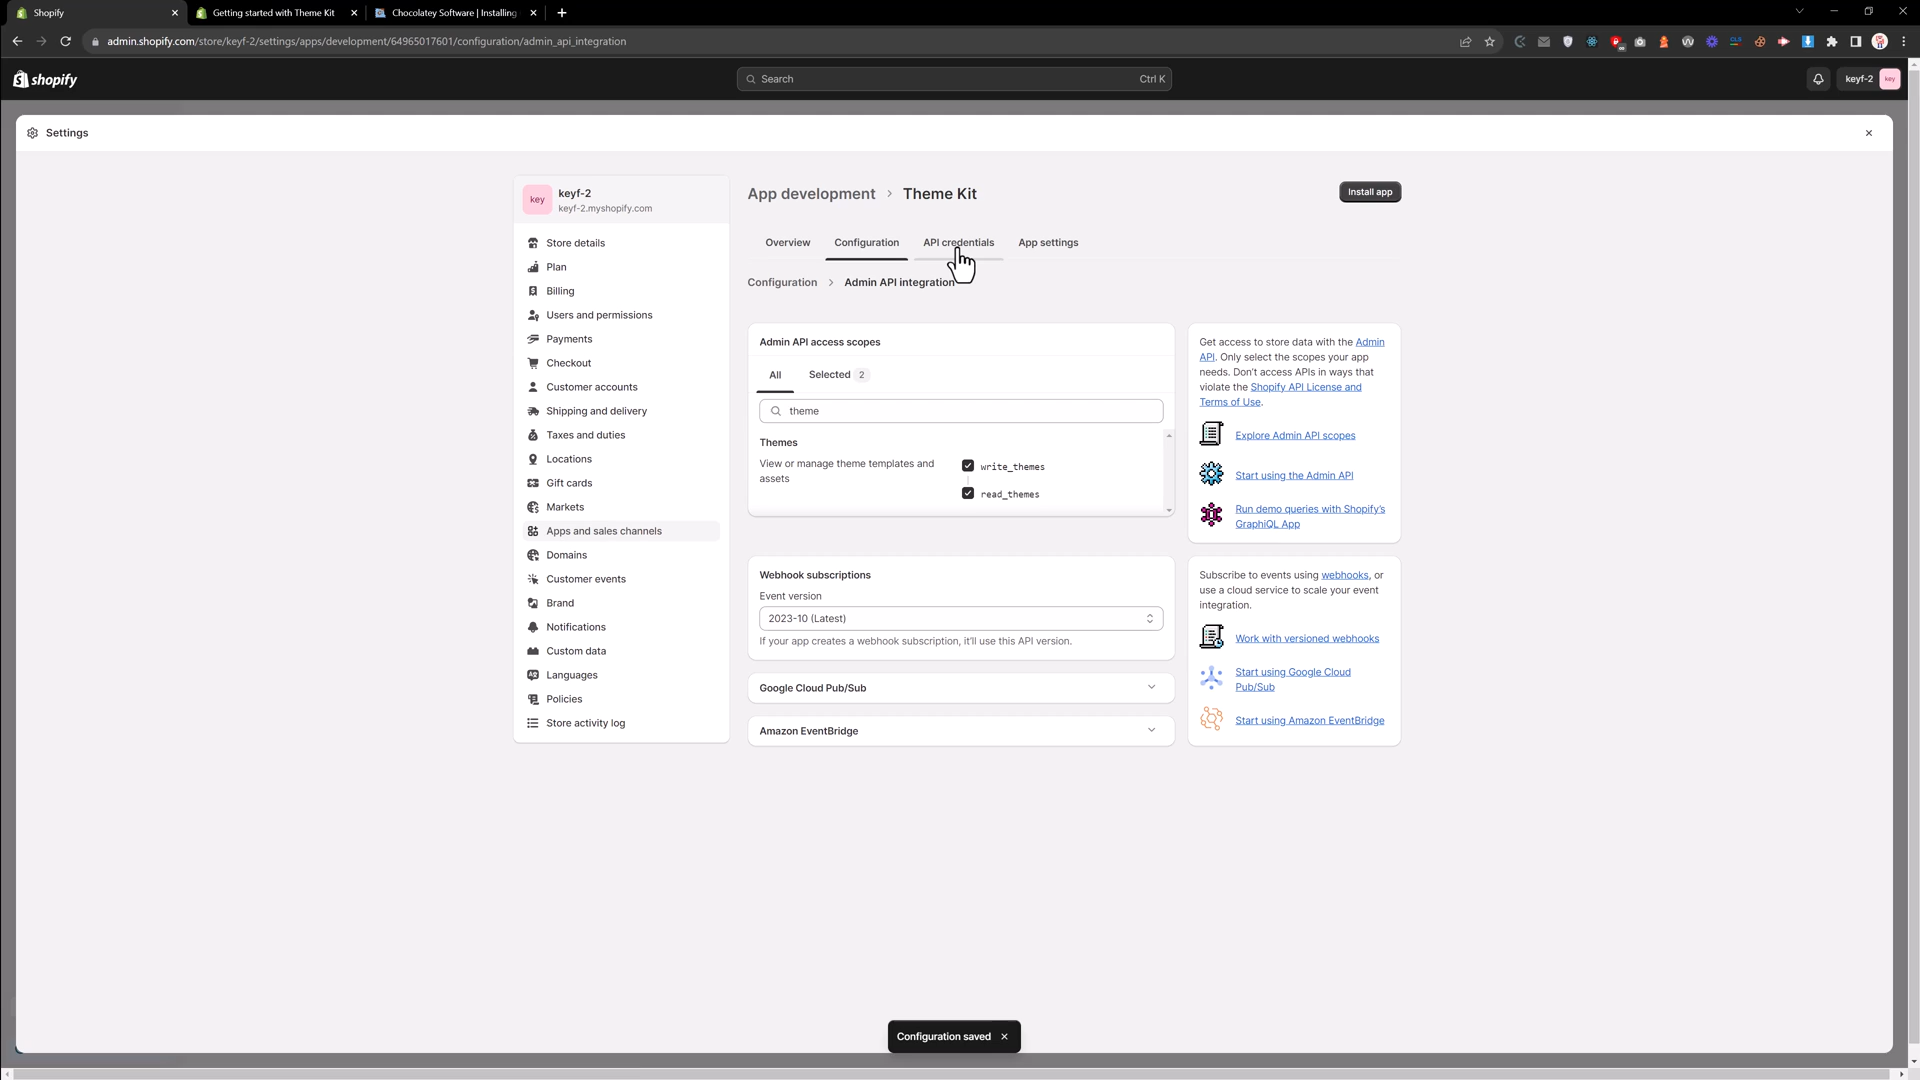 Shopify
Getting started with Theme Kit
Chocolatey Software | Installing
admin.shopify.com/store/keyf-2/settings/apps/development/64965017601/configuration/admin_api_integration
shopify
Search
Ctrl K
keyf-2
key
Settings
key
keyf-2
keyf-2.myshopify.com
Store details
Plan
Billing
Users and permissions
Payments
Checkout
Customer accounts
Shipping and delivery
Taxes and duties
Locations
Gift cards
Markets
Apps and sales channels
Domains
Customer events
Brand
Notifications
Custom data
Languages
Policies
Store activity log
App development
Theme Kit
Install app
Overview
Configuration
API credentials
App settings
Configuration
Admin API integration
Admin API access scopes
All
Selected 2
theme
Themes
View or manage theme templates and
assets
write_themes
read_themes
Webhook subscriptions
Event version
2023-10 (Latest)
If your app creates a webhook subscription, it'll use this API version.
Google Cloud Pub/Sub
Amazon EventBridge
Get access to store data with the Admin
API. Only select the scopes your app
needs. Don't access APIs in ways that
violate the Shopify API License and
Terms of Use.
Explore Admin API scopes
Start using the Admin API
Run demo queries with Shopify's
GraphiQL App
Subscribe to events using webhooks, or
use a cloud service to scale your event
integration.
Work with versioned webhooks
Start using Google Cloud
Pub/Sub
Start using Amazon EventBridge
Configuration saved